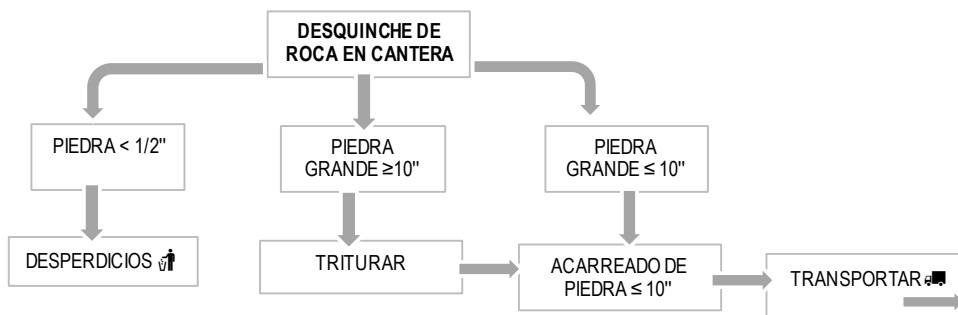 DESQUINCHE DE
ROCA EN CANTERA
PIEDRA < 1/2"
PIEDRA
GRANDE ≥10"
PIEDRA
GRANDE ≤ 10"
DESPERDICIOS
TRITURAR
ACARREADO DE
PIEDRA ≤ 10"
TRANSPORTAR